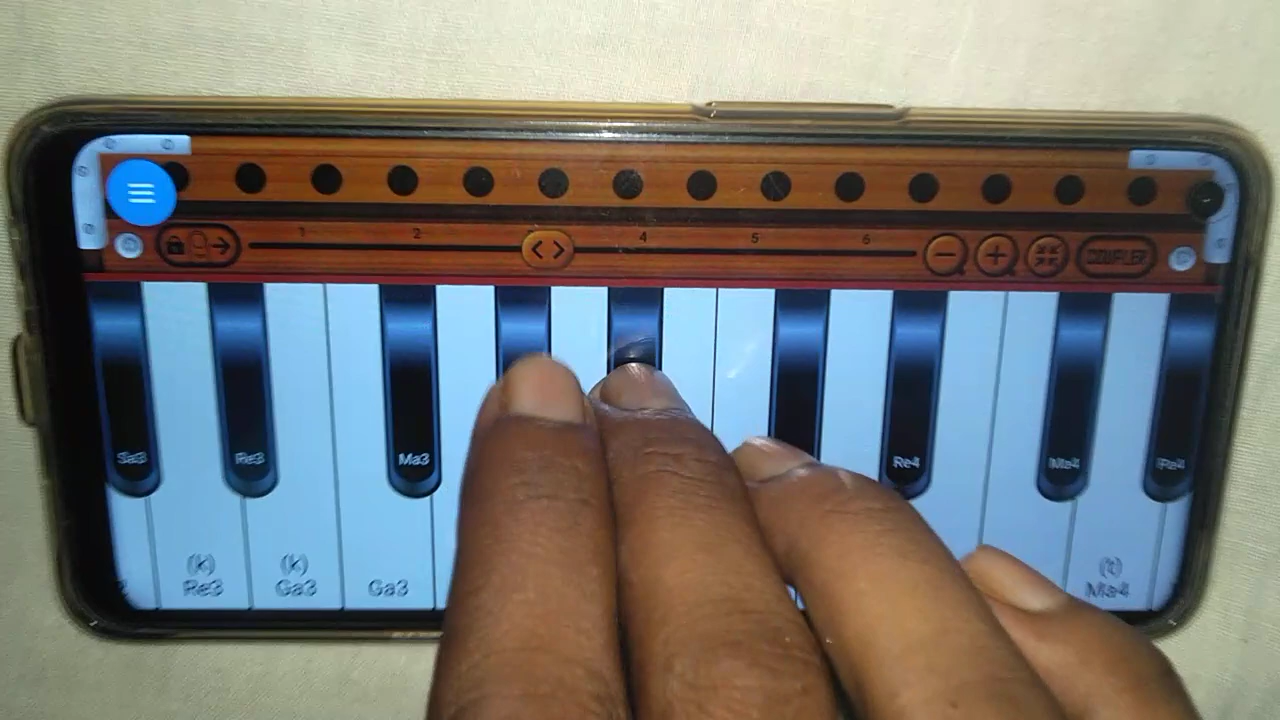 1 2 4 5 6
COUPLER
Sa3 Re3 Ma3 Re4 Ma4 Pa4
(k) (k) (t)
Re3 Ga3 Ga3 Ma4